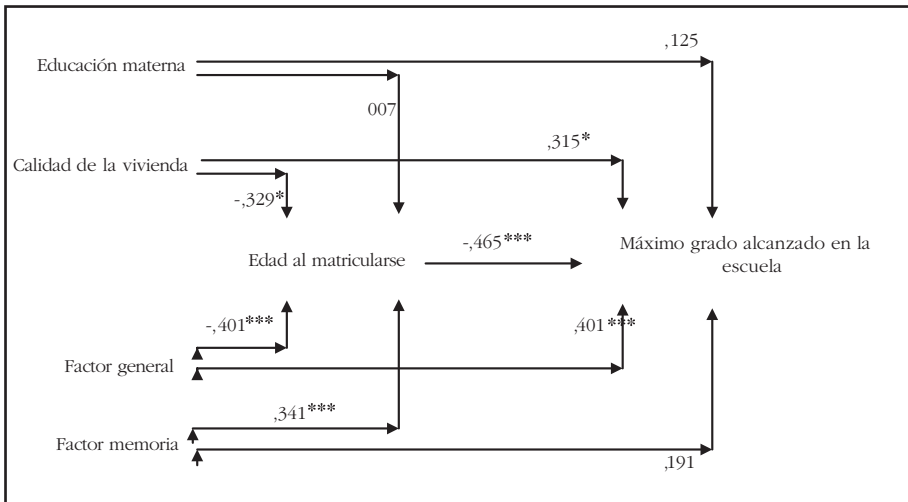 ,125
Educación materna
007
,315*
Calidad de la vivienda
-,329*
-,465***
Máximo grado alcanzado en la
Edad al matricularse
escuela
-,401***
,401***
Factor general
,341***
Factor memoria
,191